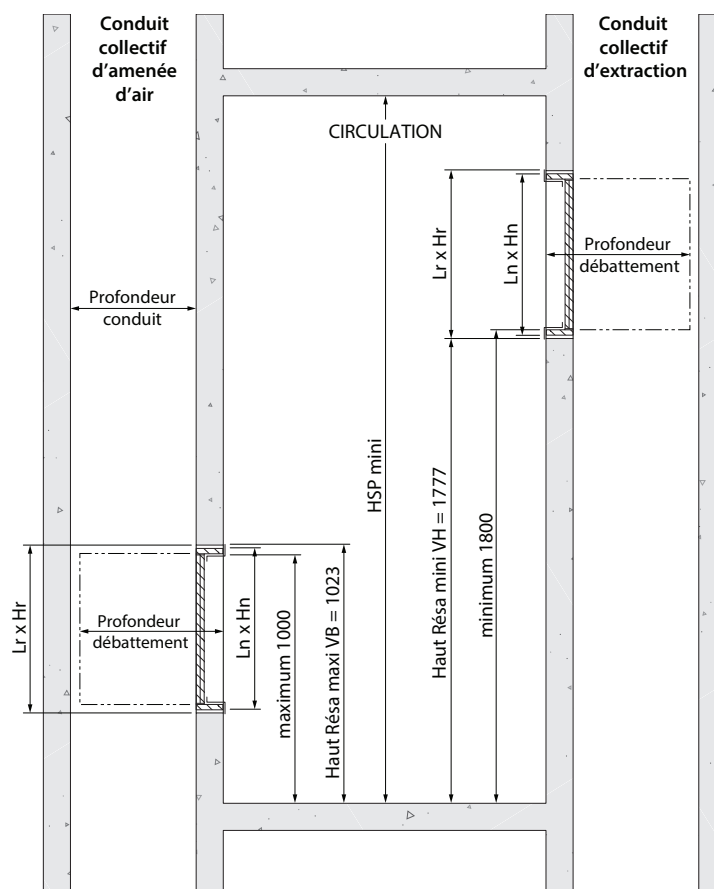 Conduit
collectif
d'amenée
d'air
Conduit
collectif
d'extraction
CIRCULATION
Lr x Hr
Ln x Hn
Profondeur
débattement
Profondeur
conduit
HSP mini
Haut Résa mini VH = 1777
minimum 1800
Lr x Hr
Profondeur
débattement
Ln x Hn
maximum 1000
Haut Résa maxi VB = 1023